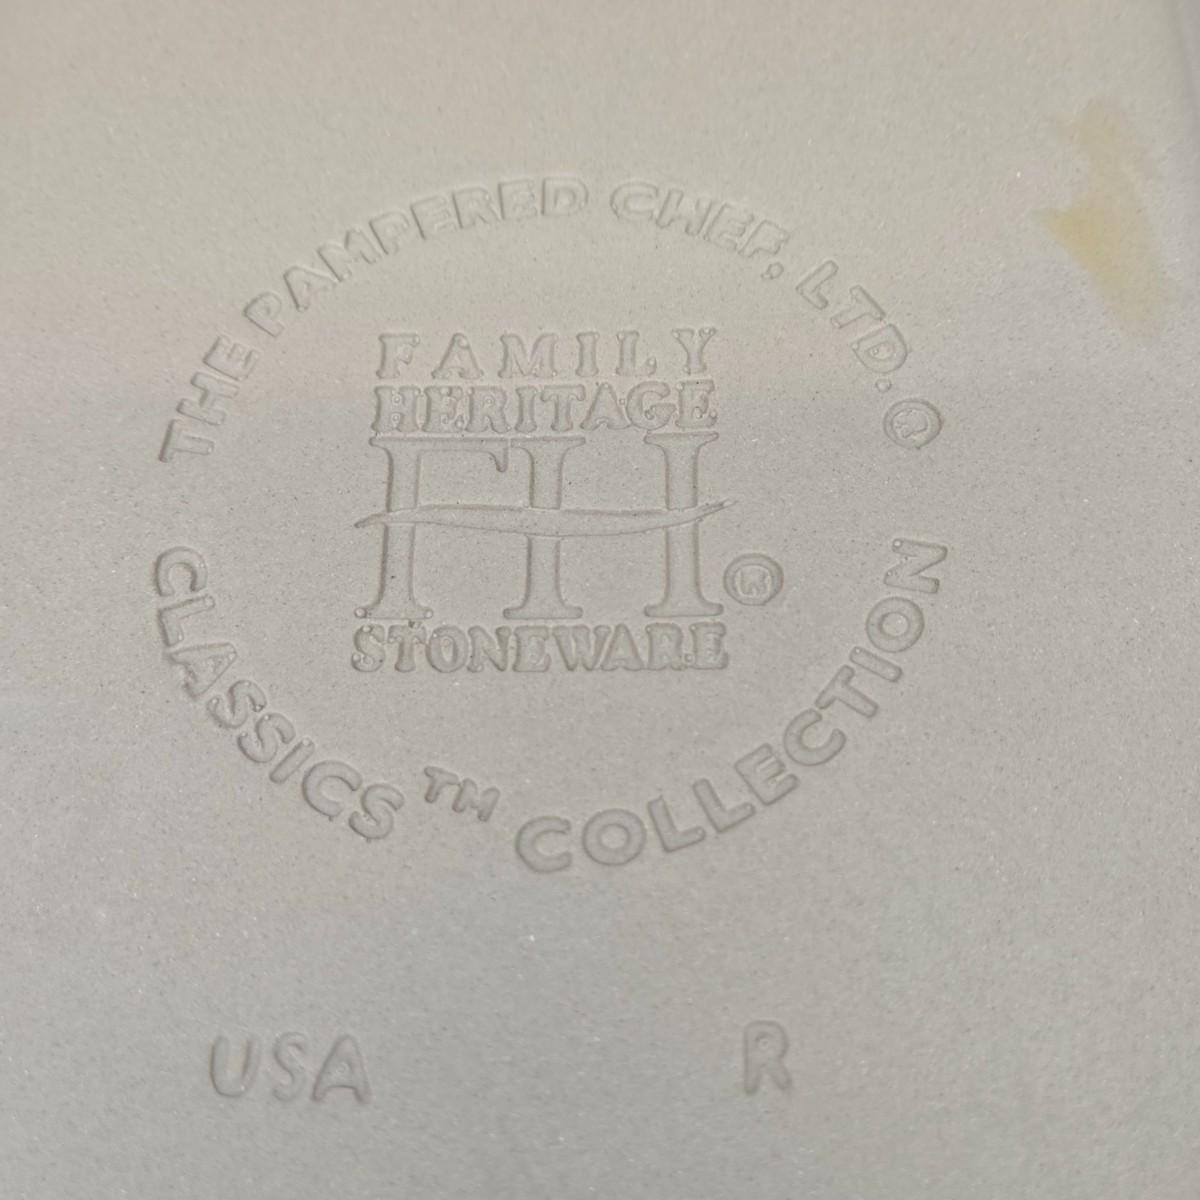 THE PAMPERED CHEF, LTD.®
FAMILY
HERITAGE
FH®
STONEWARE
CLASSICS™ COLLECTION
USA R